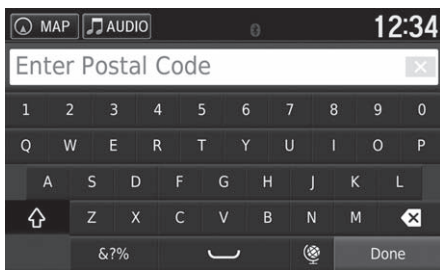 MAP AUDIO 12:34
Enter Postal Code
1 2 3 4 5 6 7 8 9 0
Q W E R T Y U I O P
A S D F G H J K L
Z X C V B N M
&?% Done